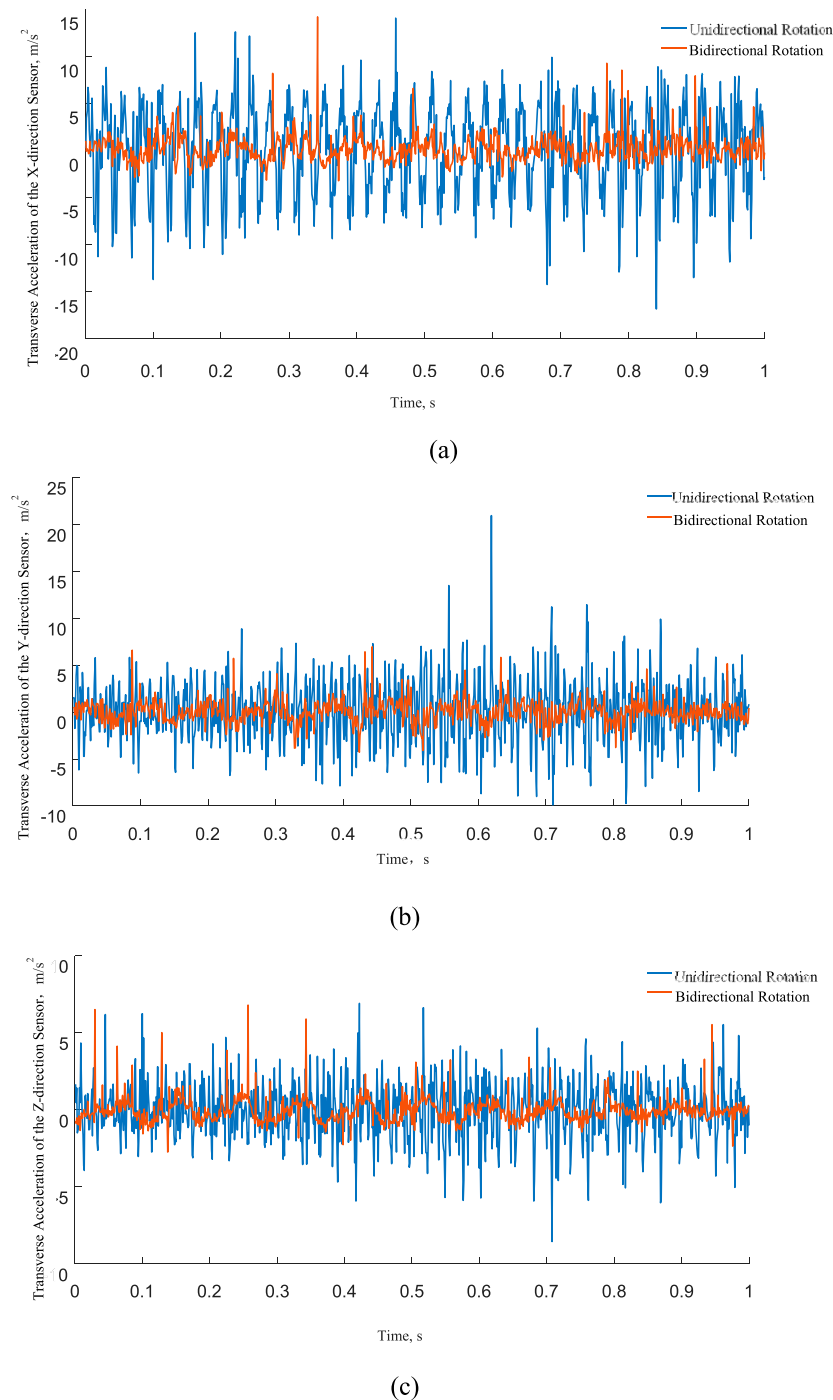 Transverse Acceleration of the X-direction Sensor, m/s²
15
10
5
0
-5
-10
-15
-20
Unidirectional Rotation
Bidirectional Rotation
0 0.1 0.2 0.3 0.4 0.5 0.6 0.7 0.8 0.9 1
Time, s
(a)
Transverse Acceleration of the Y-direction Sensor, m/s²
25
20
15
10
5
0
-5
-10
Unidirectional Rotation
Bidirectional Rotation
0 0.1 0.2 0.3 0.4 0.5 0.6 0.7 0.8 0.9 1
Time, s
(b)
Transverse Acceleration of the Z-direction Sensor, m/s²
10
5
0
-5
10
Unidirectional Rotation
Bidirectional Rotation
0 0.1 0.2 0.3 0.4 0.5 0.6 0.7 0.8 0.9 1
Time, s
(c)